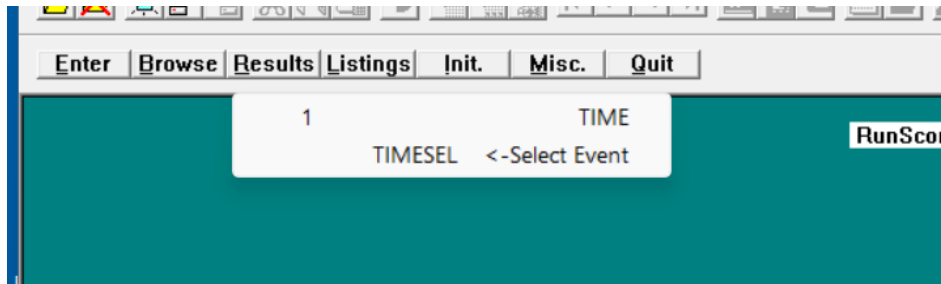 Enter Browse Results Listings Init. Misc. Quit
1 TIME
TIMESEL <-Select Event
RunScor